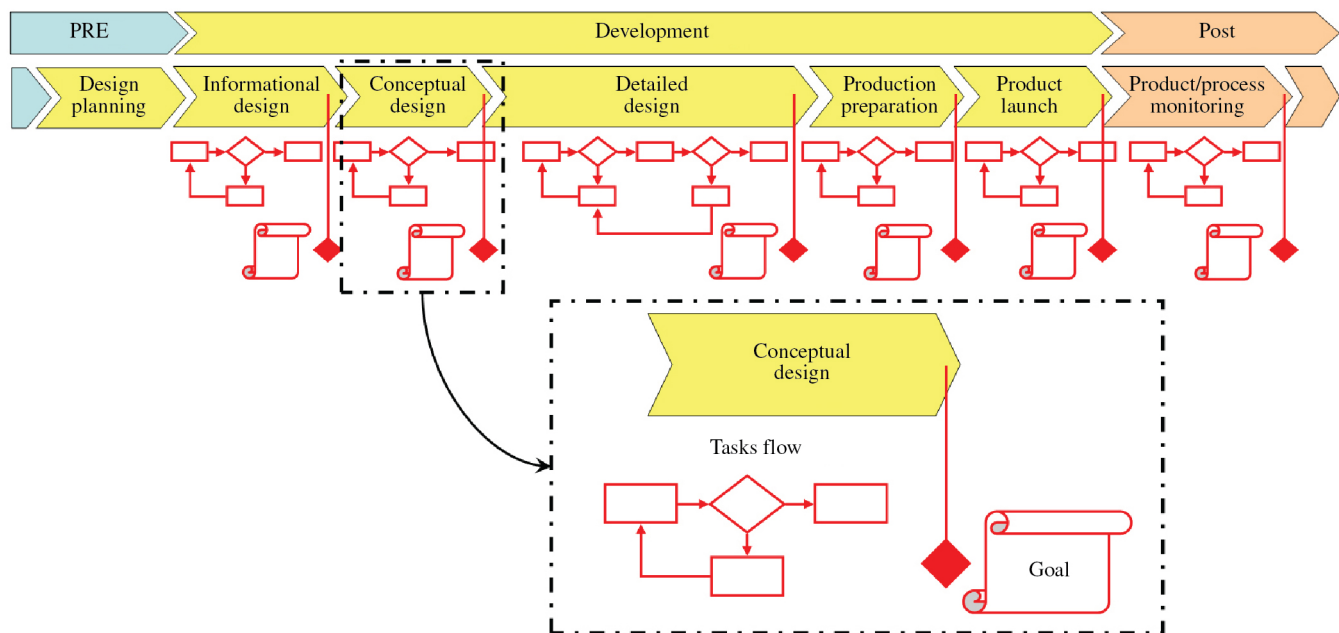 PRE
Development
Post
Design
planning
Informational
design
Conceptual
design
Detailed
design
Production
preparation
Product
launch
Product/process
monitoring
Conceptual
design
Tasks flow
Goal